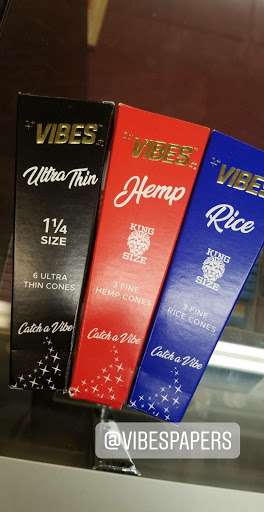 VIBES
Ultra Thin
1¼
SIZE
6 ULTRA
THIN CONES
Catch a Vibe
VIBES
Hemp
KING
SIZE
3 FINE
HEMP CONES
Catch a Vibe
VIBES
Rice
KING
SIZE
3 FINE
RICE CONES
Catch a Vibe
@VIBESPAPERS